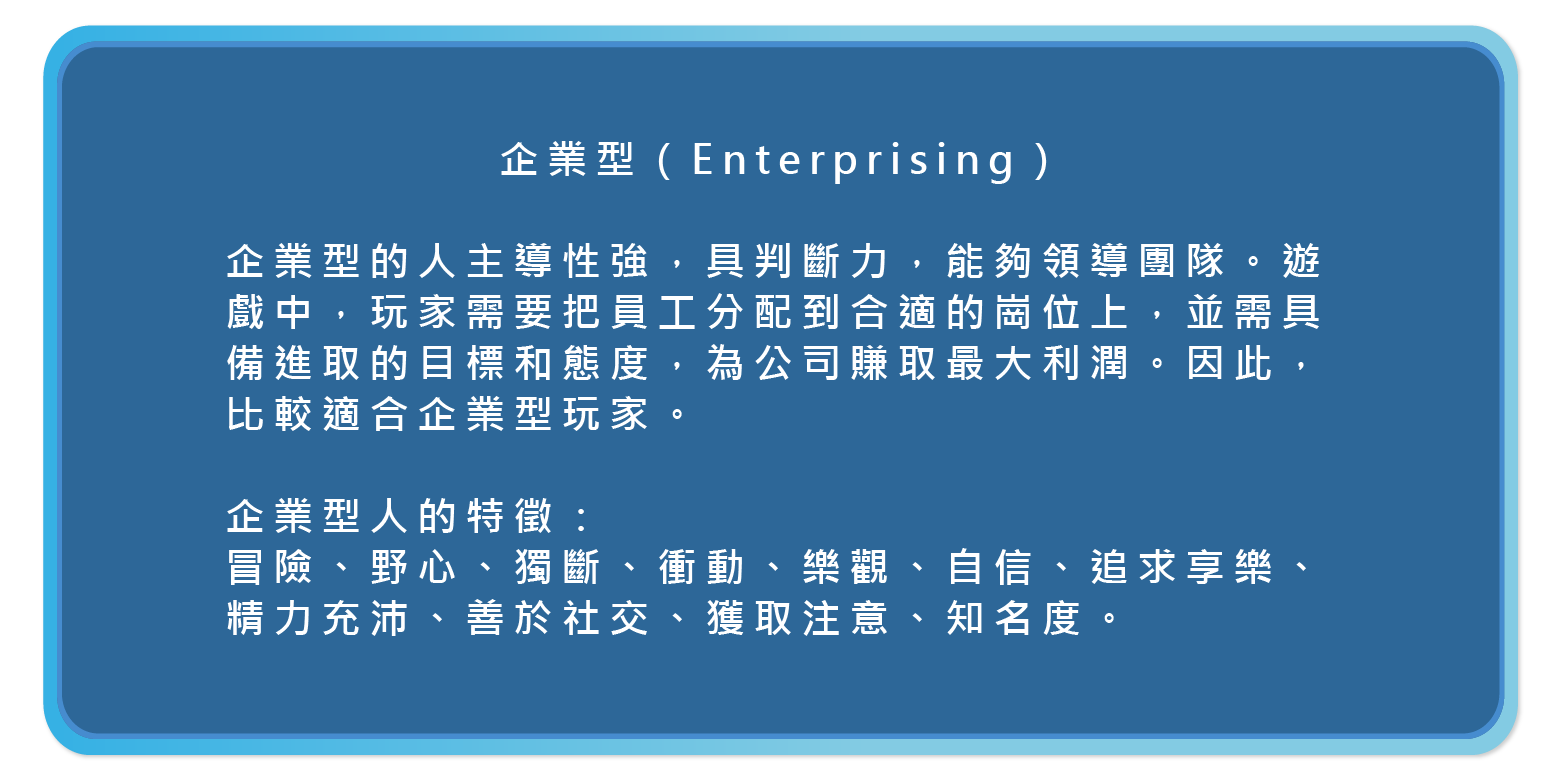 企業型（Enterprising）
企業型的人主導性強，具判斷力，能夠領導團隊。遊
戲中，玩家需要把員工分配到合適的崗位上，並需具
備進取的目標和態度，為公司賺取最大利潤。因此，
比較適合企業型玩家。
企業型人的特徵：
冒險、野心、獨斷、衝動、樂觀、自信、追求享樂、
精力充沛、善於社交、獲取注意、知名度。